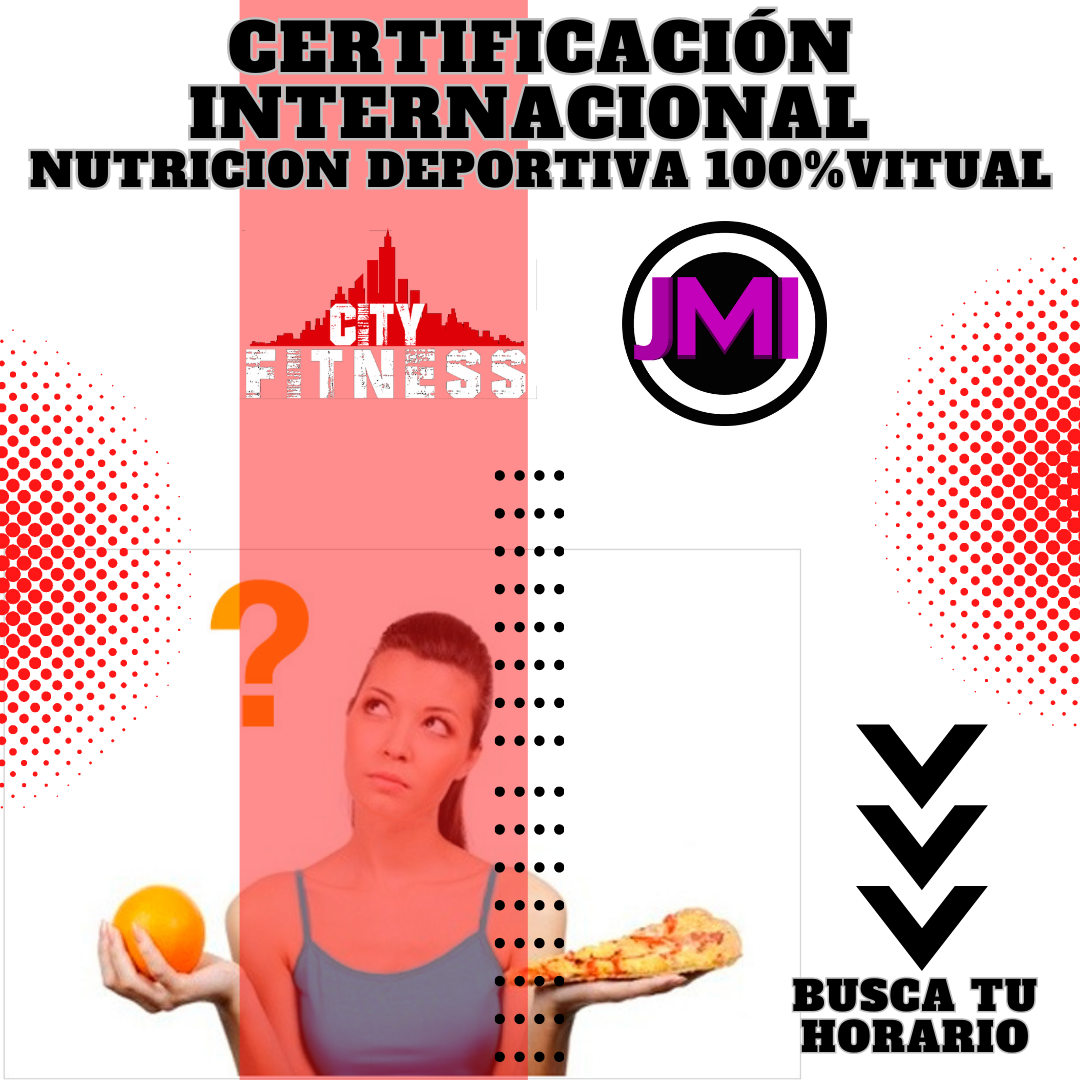 CERTIFICACIÓN
INTERNACIONAL
NUTRICION DEPORTIVA 100%VITUAL
CITY
FITNESS
JMI
?
BUSCA TU
HORARIO